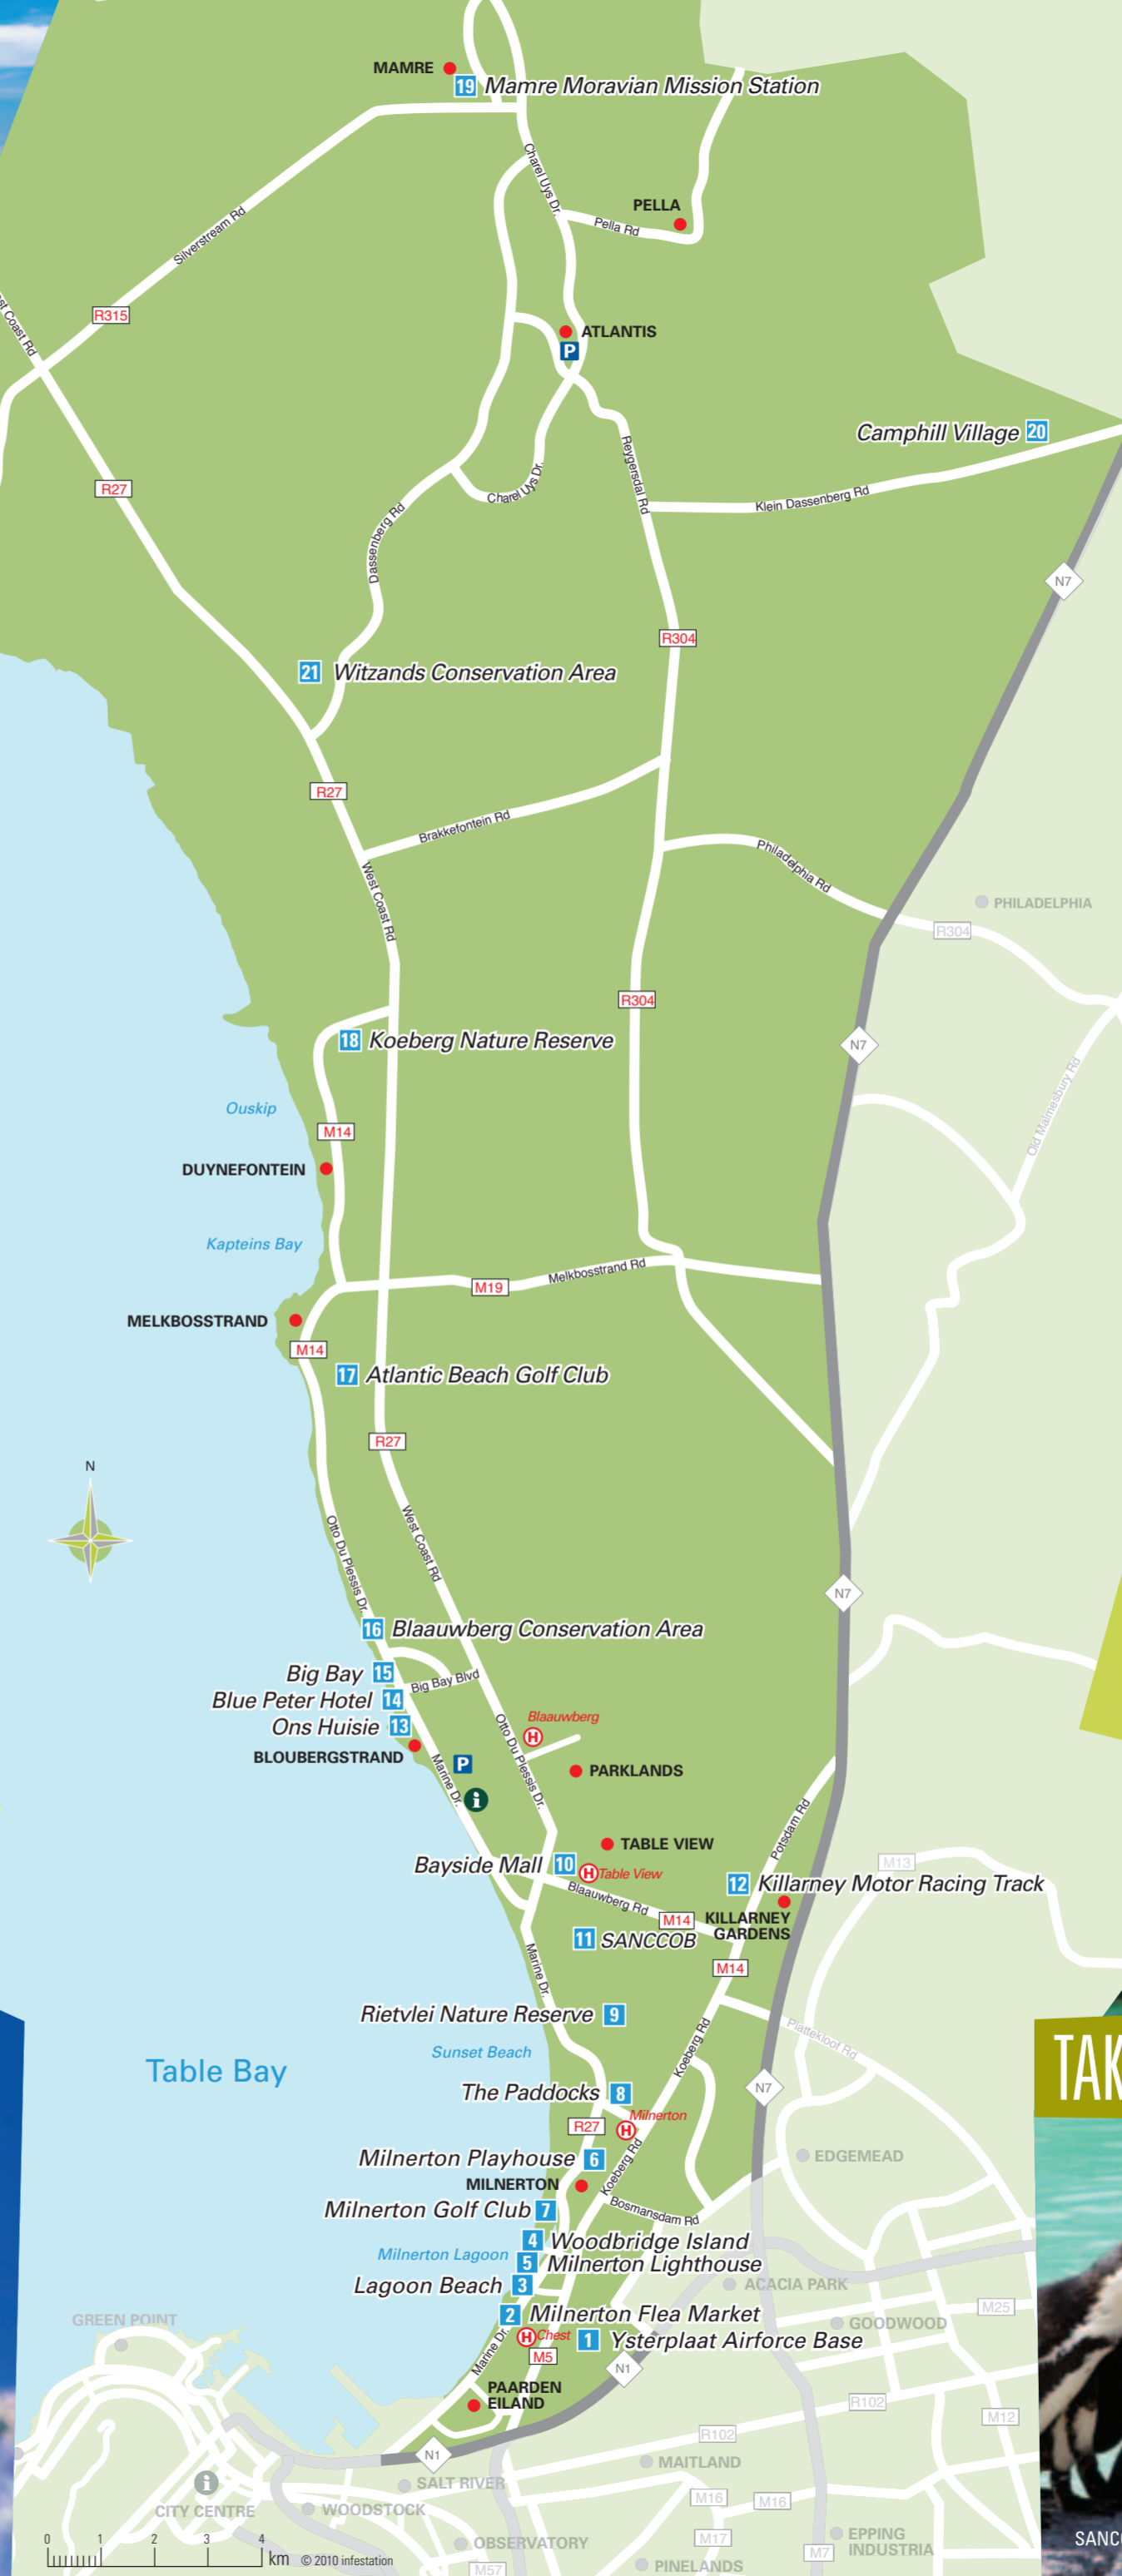 MAMRE
19 Mamre Moravian Mission Station
Charel Uys Dr.
PELLA
Pella Rd
Silverstream Rd
R315
st Coast Rd
ATLANTIS
P
Camphill Village 20
Reygersdal Rd
R27
Charel Uys Dr.
Klein Dassenberg Rd
Dassenberg Rd
N7
R304
21 Witzands Conservation Area
R27
Brakkefontein Rd
Philadelphia Rd
West Coast Rd
PHILADELPHIA
R304
R304
18 Koeberg Nature Reserve
N7
Old Malmesbury Rd
Ouskip
M14
DUYNEFONTEIN
Kapteins Bay
Melkbosstrand Rd
M19
MELKBOSSTRAND
M14
17 Atlantic Beach Golf Club
R27
N
West Coast Rd
Otto Du Plessis Dr.
N7
16 Blaauwberg Conservation Area
Big Bay 15
Big Bay Blvd
Blue Peter Hotel 14
Ons Huisie 13
Blaauwberg
H
BLOUBERGSTRAND
P
Otto Du Plessis Dr.
Marine Dr.
PARKLANDS
i
Potsdam Rd
TABLE VIEW
Bayside Mall 10
H Table View
M13
12 Killarney Motor Racing Track
Blaauwberg Rd
M14
KILLARNEY
GARDENS
11 SANCCOB
M14
Marine Dr.
Rietvlei Nature Reserve 9
Plattekloof Rd
Koeberg Rd
Sunset Beach
Table Bay
TAK
N7
The Paddocks 8
Milnerton
R27
H
Milnerton Playhouse 6
Koeberg Rd
EDGEMEAD
MILNERTON
Milnerton Golf Club 7
Bosmansdam Rd
4 Woodbridge Island
Milnerton Lagoon
5 Milnerton Lighthouse
Lagoon Beach 3
ACACIA PARK
M25
2 Milnerton Flea Market
GREEN POINT
GOODWOOD
H Chest
1 Ysterplaat Airforce Base
Marine Dr.
M5
N1
PAARDEN
EILAND
R102
M12
R102
N1
MAITLAND
i
SALT RIVER
M16
M16
CITY CENTRE
WOODSTOCK
EPPING
INDUSTRIA
SANCC
M17
OBSERVATORY
M7
0 1 2 3 4
km © 2010 infestation
PINELANDS
M57